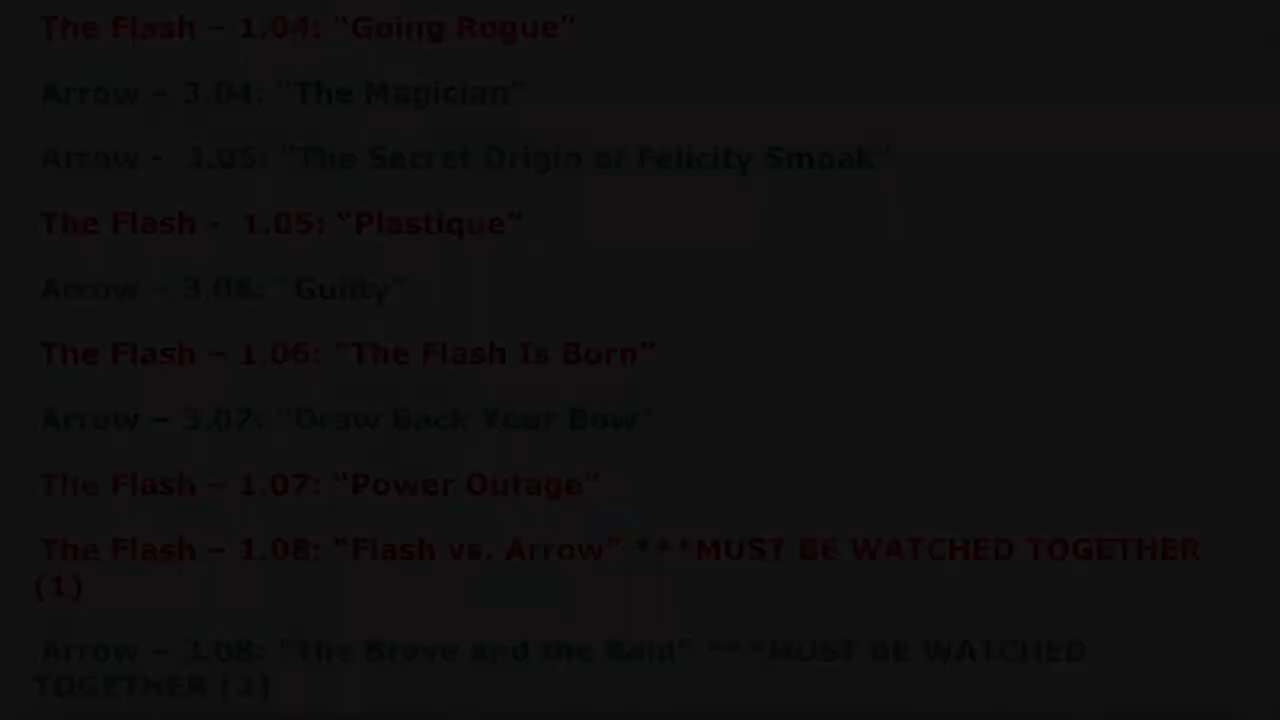 The Flash – 1.04: “Going Rogue”
Arrow – 3.04: “The Magician”
Arrow - 1.05: “The Secret Origin of Felicity Smoak”
The Flash - 1.05: “Plastique”
Arrow – 3.06: “Guilty”
The Flash – 1.06: “The Flash Is Born”
Arrow – 3.07: “Draw Back Your Bow”
The Flash – 1.07: “Power Outage”
The Flash – 1.08: “Flash vs. Arrow” ***MUST BE WATCHED TOGETHER
(1)
Arrow – 3.08: “The Brave and the Bold” ***MUST BE WATCHED
TOGETHER (2)